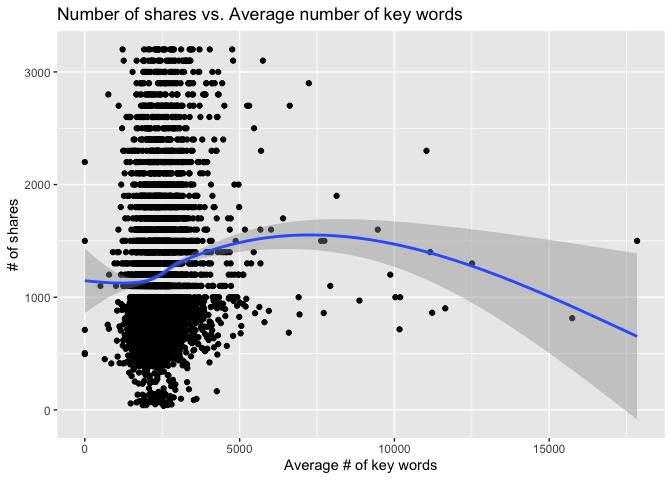 Number of shares vs. Average number of key words
# of shares
3000
2000
1000
0
0 5000 10000 15000
Average # of key words